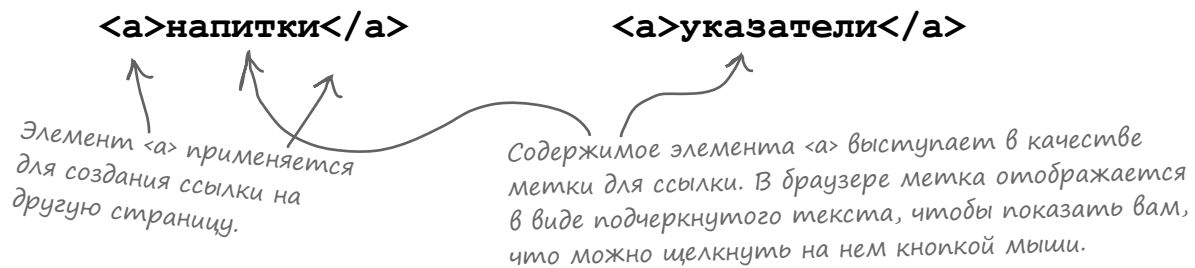 <a>напитки</a>
<a>указатели</a>
Элемент <a> применяется
для создания ссылки на
другую страницу.
Содержимое элемента <a> выступает в качестве
метки для ссылки. В браузере метка отображается
в виде подчеркнутого текста, чтобы показать вам,
что можно щелкнуть на нем кнопкой мыши.